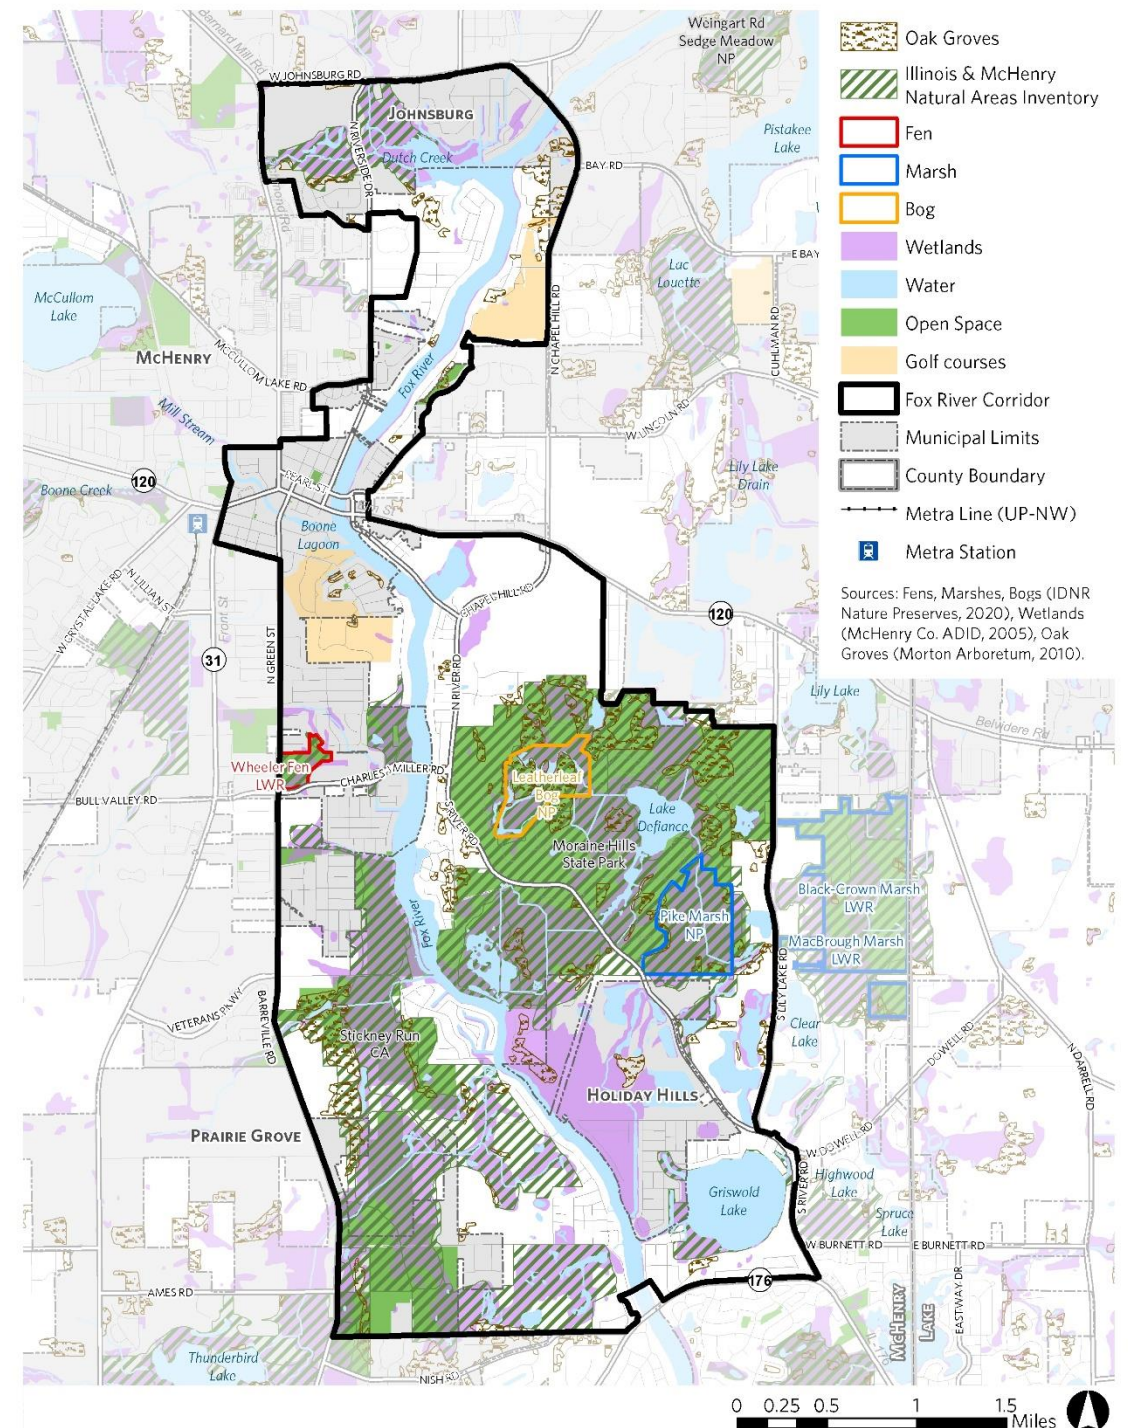 Weingart Rd
Sedge Meadow
NP
Barnard Mill Rd
W JOHNSBURG RD
JOHNSBURG
N RIVERSIDE DR
Dutch Creek
Pistakee
Lake
BAY RD
E BAY
Lac
Louette
McCullom
Lake
McHENRY
MCCULLOM LAKE RD
N CHAPEL HILL RD
CUHLMAN RD
Fox River
Mill Stream
W LINCOLN RD
Lily Lake
Drain
120
Boone Creek
PEARL ST
Boone
Lagoon
CHAPEL HILL RD
120
W CRYSTAL LAKE RD
N LILLIAN ST
Front St
31
N GREEN ST
N RIVER RD
Lily Lake
Belvidere Rd
Wheeler Fen
LWR
CHARLES J MILLER RD
BULL VALLEY RD
S RIVER RD
Leatherleaf
Bog
NP
Lake
Defiance
Moraine Hills
State Park
Black-Crown Marsh
LWR
Pike Marsh
NP
MacBrough Marsh
LWR
Fox River
S LILY LAKE RD
VETERANS PKWY
BARREVILLE RD
Stickney Run
CA
Clear
Lake
DOWELL RD
N DARRELL RD
HOLIDAY HILLS
PRAIRIE GROVE
W DOWELL RD
Griswold
Lake
S RIVER RD
Highwood
Lake
Spruce
Lake
W BURNETT RD
E BURNETT RD
176
AMES RD
McHENRY
LAKE
EASTWAY DR
Thunderbird
Lake
NISH RD
Oak Groves
Illinois & McHenry
Natural Areas Inventory
Fen
Marsh
Bog
Wetlands
Water
Open Space
Golf courses
Fox River Corridor
Municipal Limits
County Boundary
Metra Line (UP-NW)
Metra Station
Sources: Fens, Marshes, Bogs (IDNR
Nature Preserves, 2020), Wetlands
(McHenry Co. ADID, 2005), Oak
Groves (Morton Arboretum, 2010).
0 0.25 0.5 1 1.5
Miles